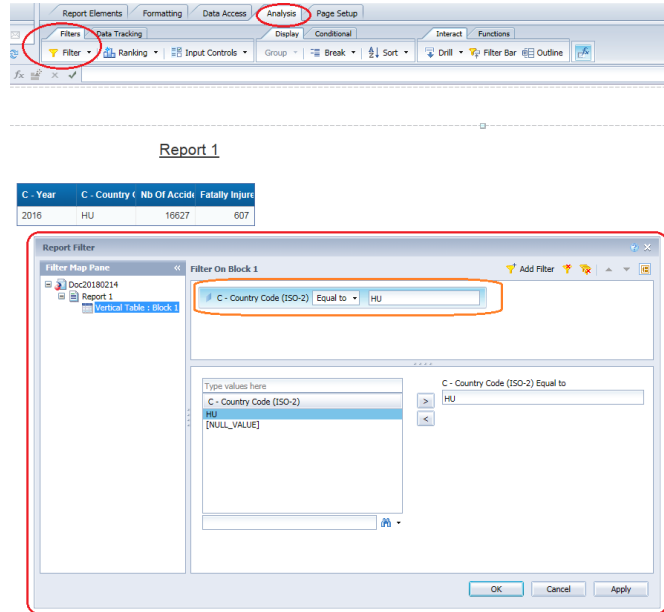 Report Elements Formatting Data Access Analysis Page Setup
Filters Data Tracking Display Conditional Interact Functions
Filter Ranking Input Controls Group Break Sort Drill Filter Bar Outline
fx
Report 1
C - Year C - Country ( Nb Of Accide Fatally Injure
2016 HU 16627 607
Report Filter
Filter Map Pane « Filter On Block 1 Add Filter
Doc20180214
Report 1
Vertical Table : Block 1
C - Country Code (ISO-2) Equal to HU
Type values here
C - Country Code (ISO-2)
HU
[NULL_VALUE]
C - Country Code (ISO-2) Equal to
> HU
<
OK Cancel Apply